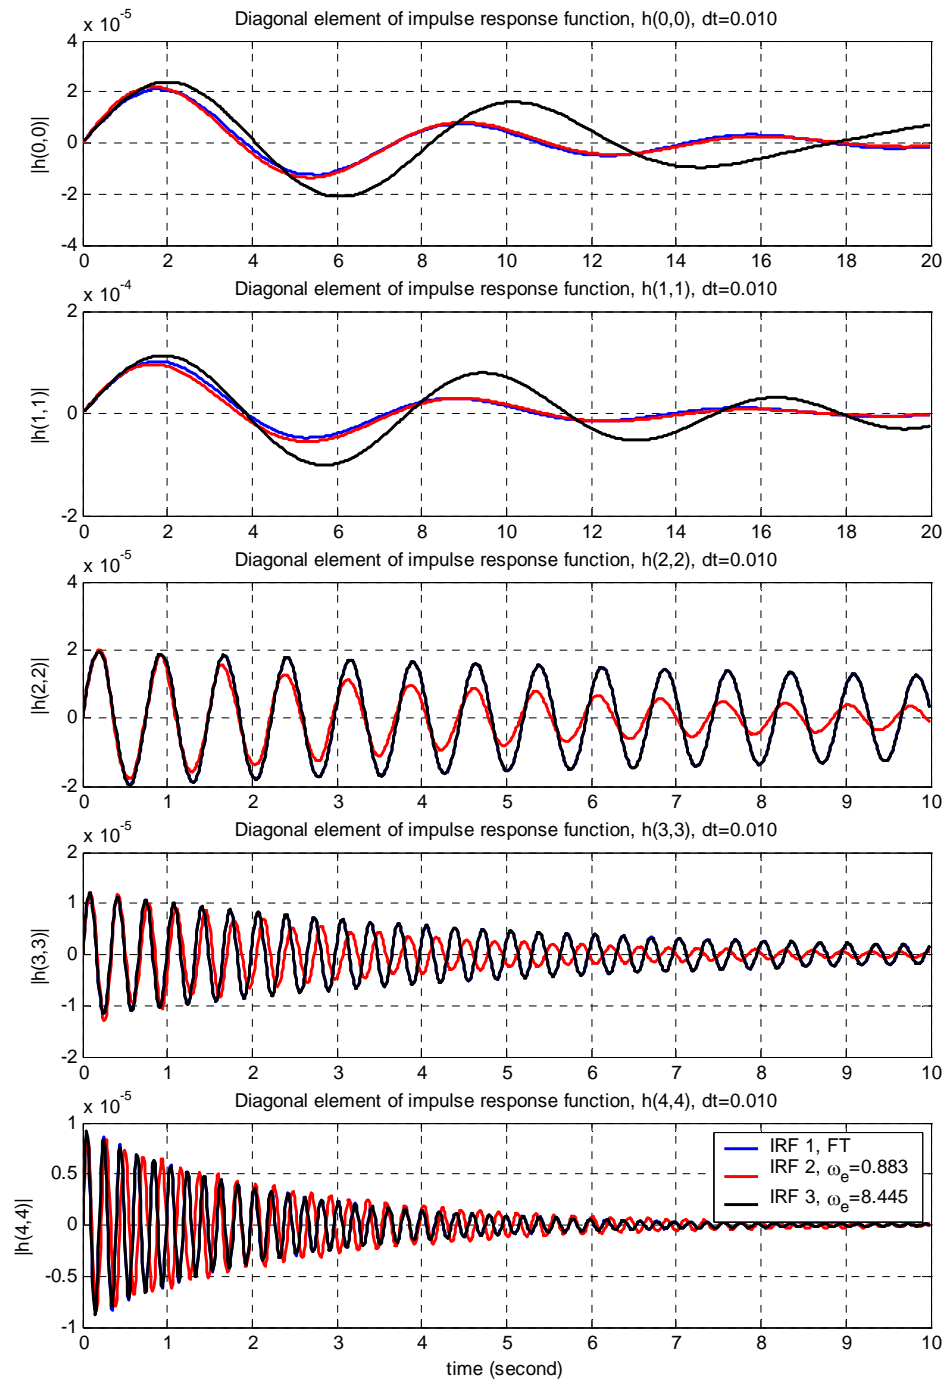 x 10-5
Diagonal element of impulse response function, h(0,0), dt=0.010
|h(0,0)|
4
2
0
-2
-4
0 2 4 6 8 10 12 14 16 18 20
x 10-4
Diagonal element of impulse response function, h(1,1), dt=0.010
|h(1,1)|
2
0
-2
0 2 4 6 8 10 12 14 16 18 20
x 10-5
Diagonal element of impulse response function, h(2,2), dt=0.010
|h(2,2)|
4
2
0
-2
0 1 2 3 4 5 6 7 8 9 10
x 10-5
Diagonal element of impulse response function, h(3,3), dt=0.010
|h(3,3)|
2
1
0
-1
-2
0 1 2 3 4 5 6 7 8 9 10
x 10-5
Diagonal element of impulse response function, h(4,4), dt=0.010
|h(4,4)|
1
0.5
0
-0.5
-1
IRF 1, FT
IRF 2, ωe=0.883
IRF 3, ωe=8.445
0 1 2 3 4 5 6 7 8 9 10
time (second)